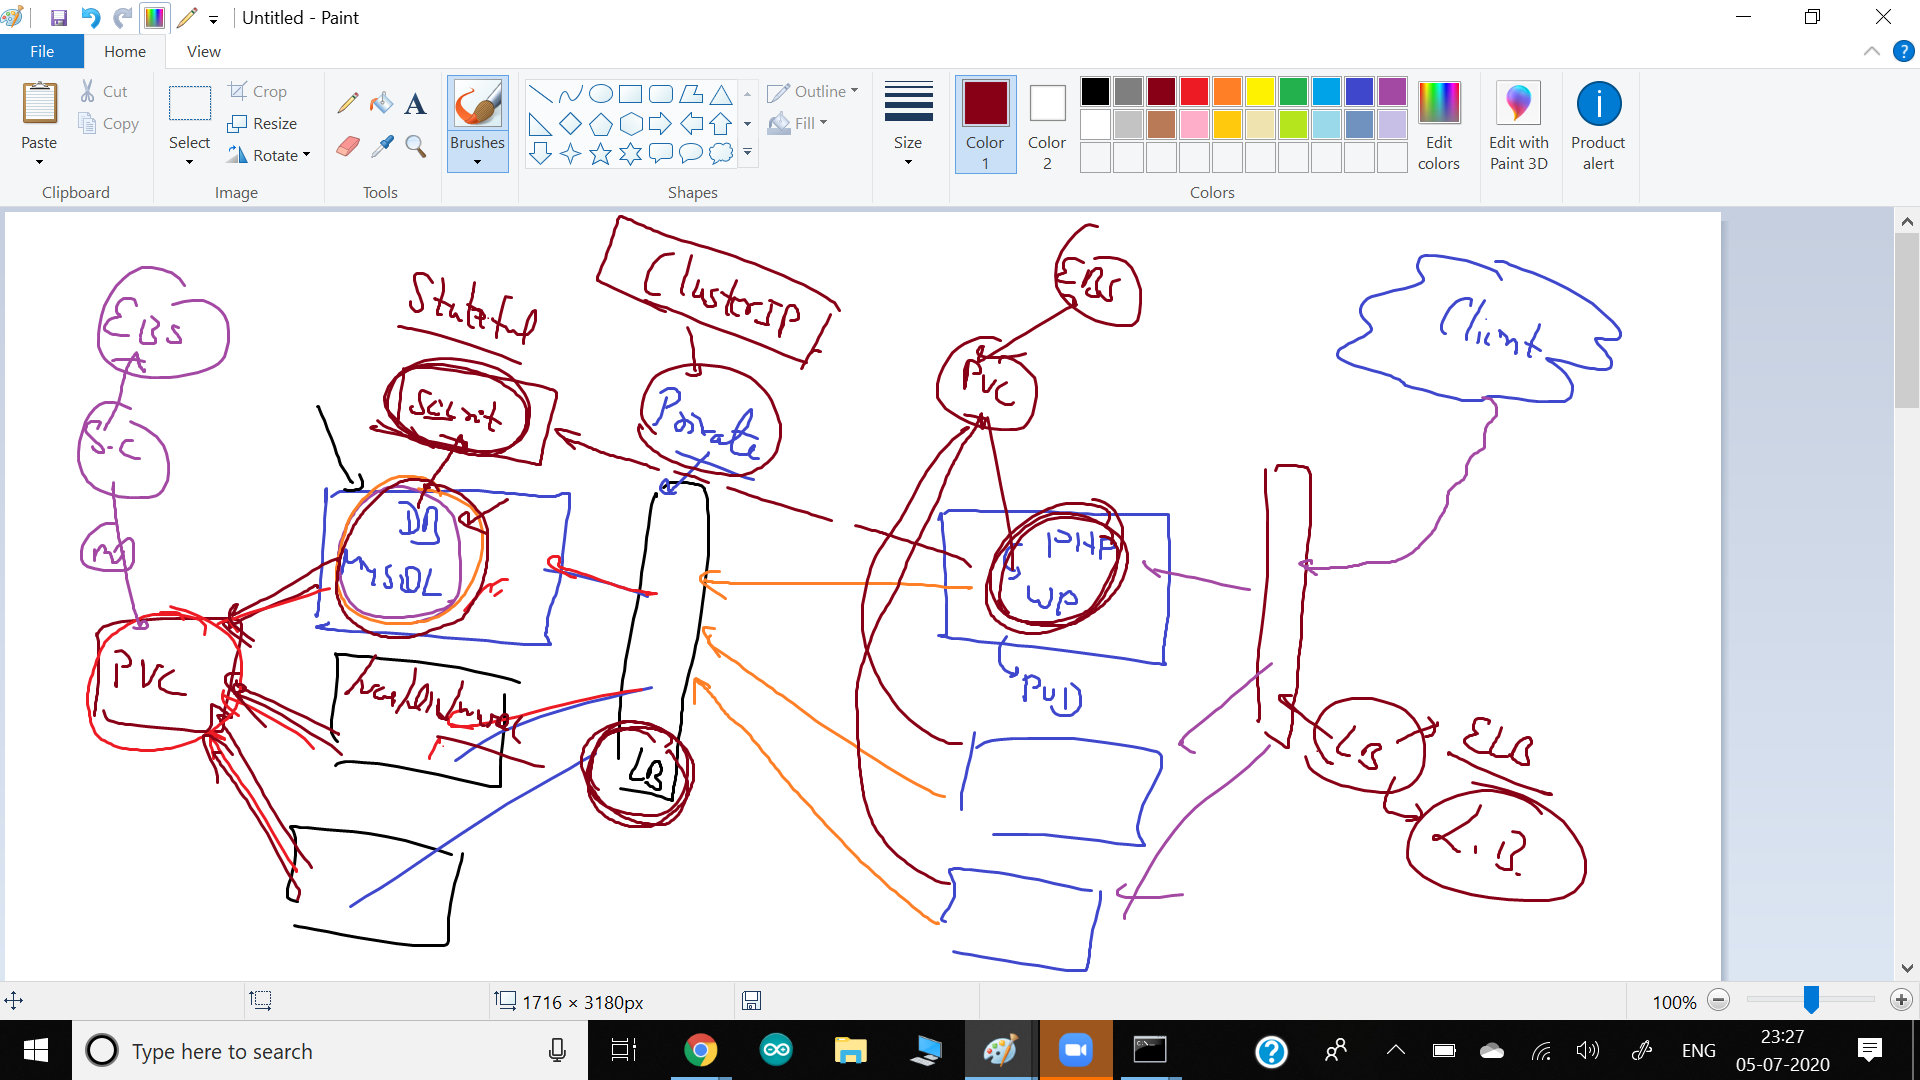 Untitled - Paint
File
Home
View
Paste
Cut
Copy
Clipboard
Select
Crop
Resize
Rotate
Image
Tools
Brushes
Shapes
Outline
Fill
Size
Color 1
Color 2
Edit colors
Colors
Edit with Paint 3D
Product alert
EBS
S.C
m
PVC
Stateful
Secret
ClusterIP
Private
DB
mySQL
LB
EBS
PVC
PHP
WP
PUD
Client
LB
ELB
L.B
1716 × 3180px
100%
Type here to search
ENG
23:27
05-07-2020